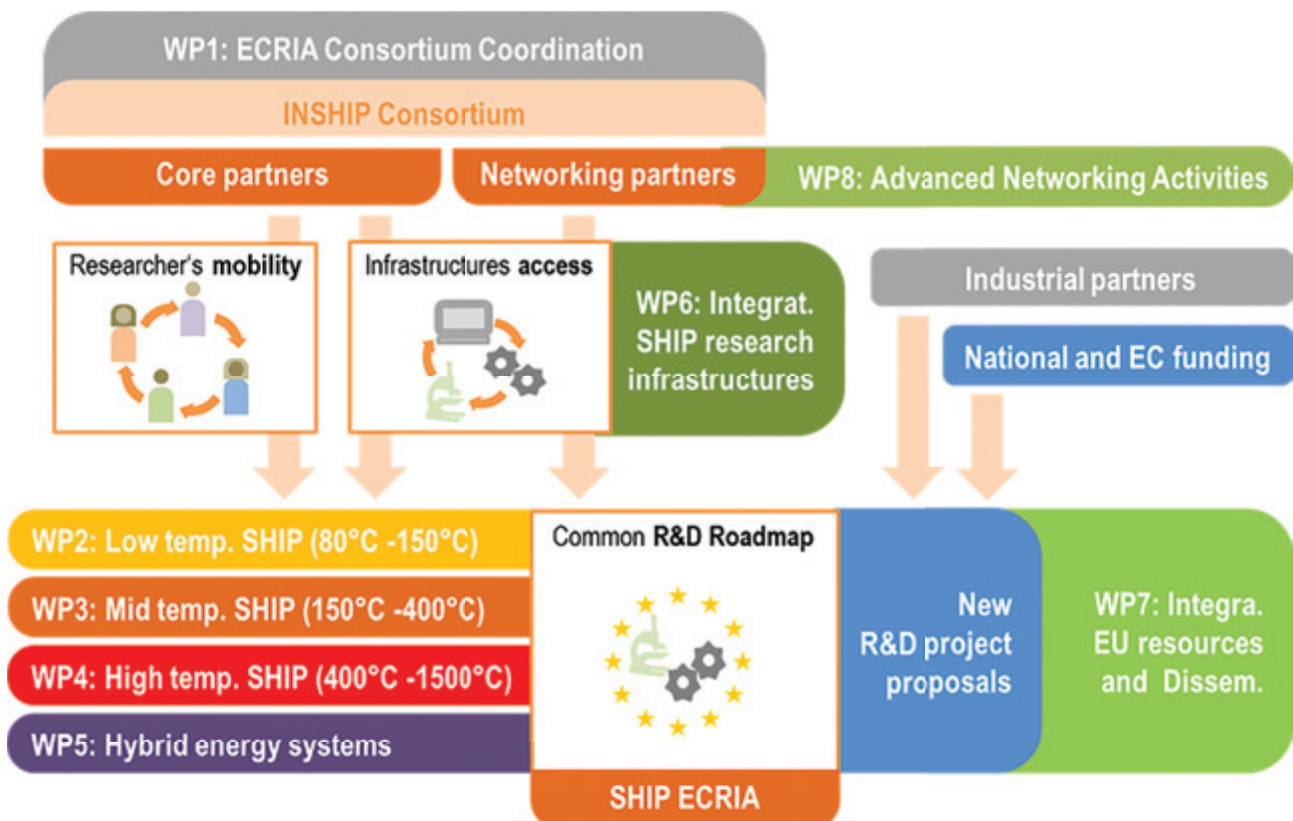 WP1: ECRIA Consortium Coordination
INSHIP Consortium
Core partners
Networking partners
WP8: Advanced Networking Activities
Researcher's mobility
Infrastructures access
WP6: Integrat.
SHIP research
infrastructures
Industrial partners
National and EC funding
WP2: Low temp. SHIP (80°C -150°C)
WP3: Mid temp. SHIP (150°C -400°C)
WP4: High temp. SHIP (400°C -1500°C)
WP5: Hybrid energy systems
Common R&D Roadmap
SHIP ECRIA
New
R&D project
proposals
WP7: Integra.
EU resources
and Dissem.